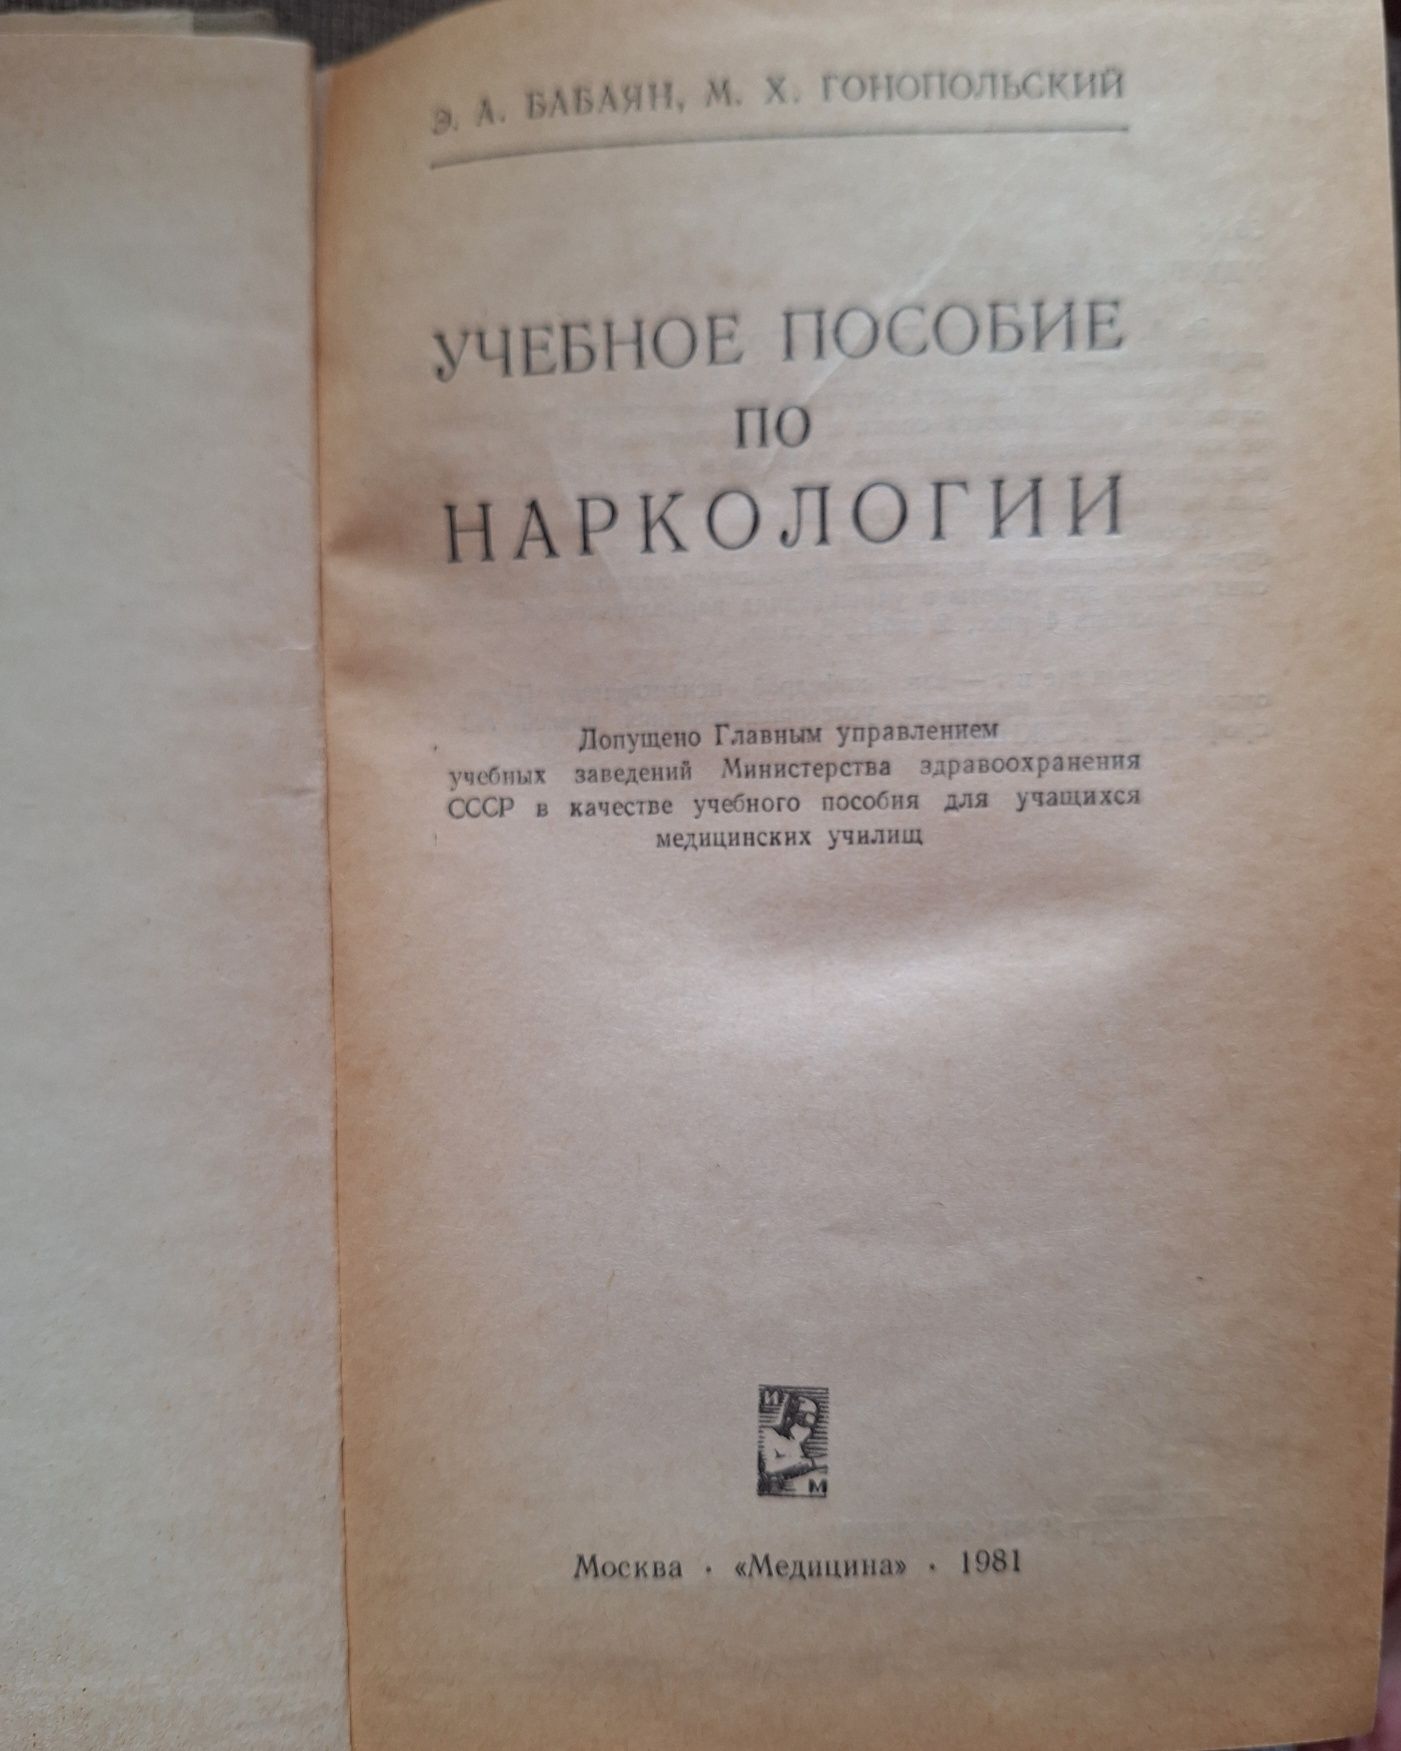 Э. А. БАБАЯН, М. Х. ГОНОПОЛЬСКИЙ
УЧЕБНОЕ ПОСОБИЕ
ПО
НАРКОЛОГИИ
Допущено Главным управлением
учебных заведений Министерства здравоохранения
СССР в качестве учебного пособия для учащихся
медицинских училищ
И
М
Москва · «Медицина» · 1981